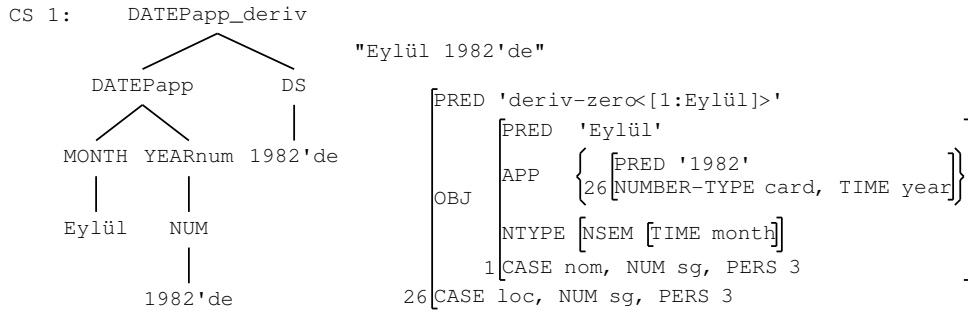 CS 1: DATEPapp_deriv
"Eylül 1982'de"
DATEPapp DS
MONTH YEARnum 1982'de
Eylül NUM
1982'de
PRED 'deriv-zero<[1:Eylül]>'
PRED 'Eylül'
APP
PRED '1982'
26 NUMBER-TYPE card, TIME year
OBJ
NTYPE NSEM TIME month
1 CASE nom, NUM sg, PERS 3
26 CASE loc, NUM sg, PERS 3